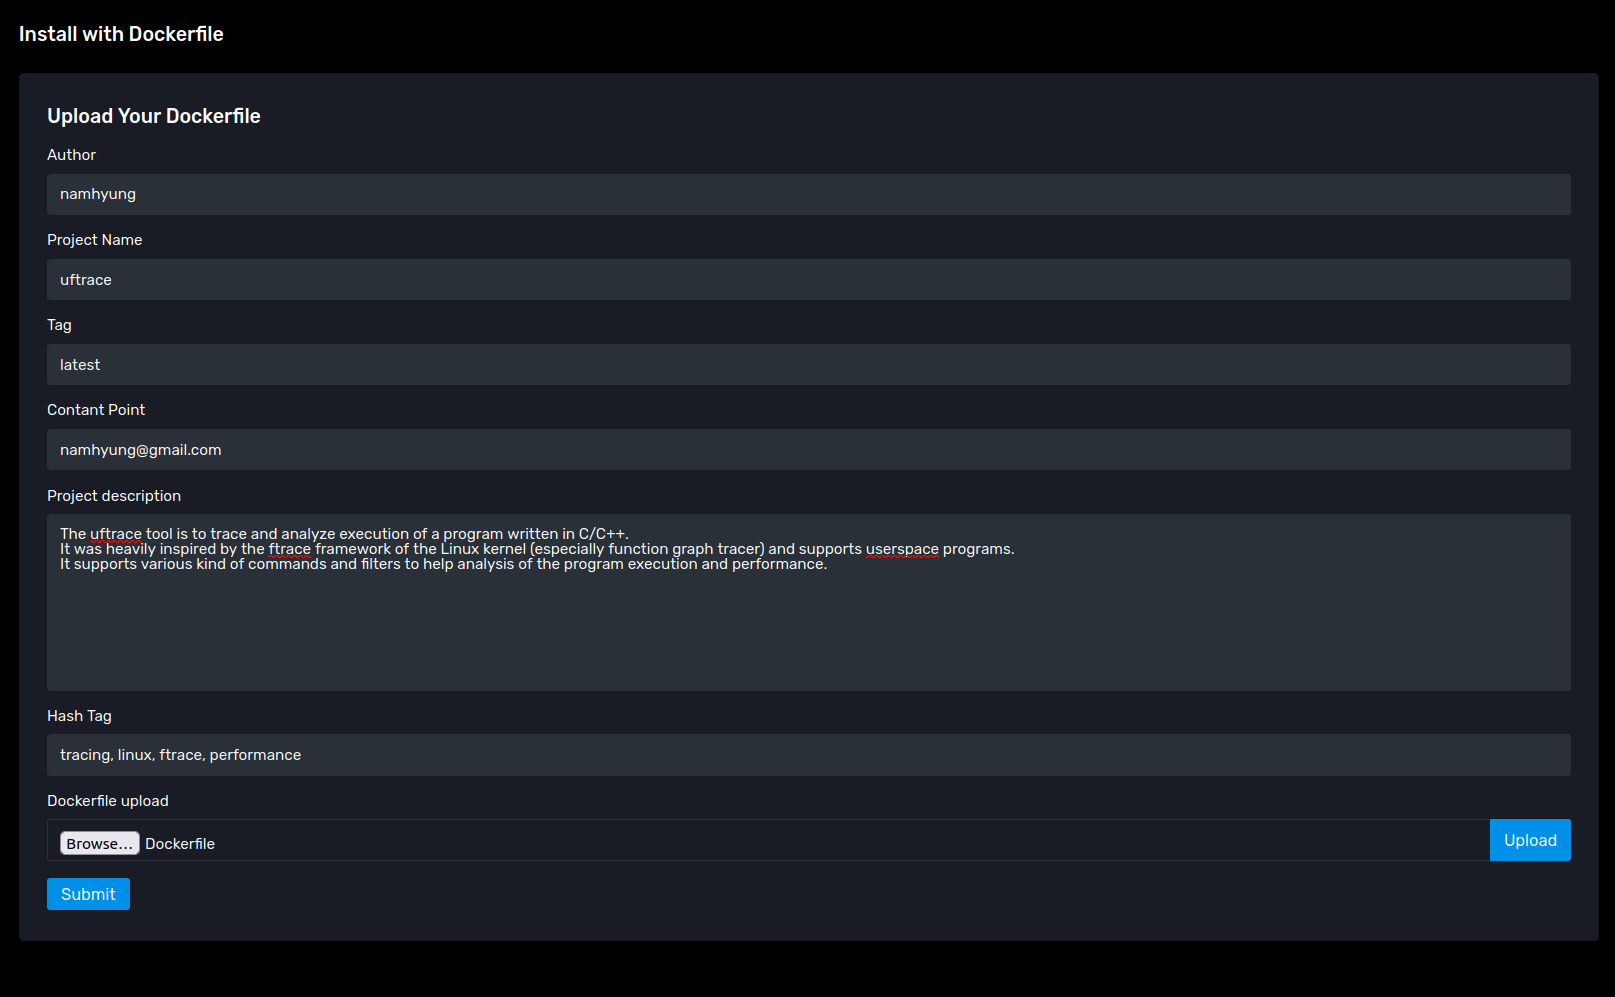 Install with Dockerfile
Upload Your Dockerfile
Author
namhyung
Project Name
uftrace
Tag
latest
Contant Point
namhyung@gmail.com
Project description
The uftrace tool is to trace and analyze execution of a program written in C/C++.
It was heavily inspired by the ftrace framework of the Linux kernel (especially function graph tracer) and supports userspace programs.
It supports various kind of commands and filters to help analysis of the program execution and performance.
Hash Tag
tracing, linux, ftrace, performance
Dockerfile upload
Browse... Dockerfile Upload
Submit